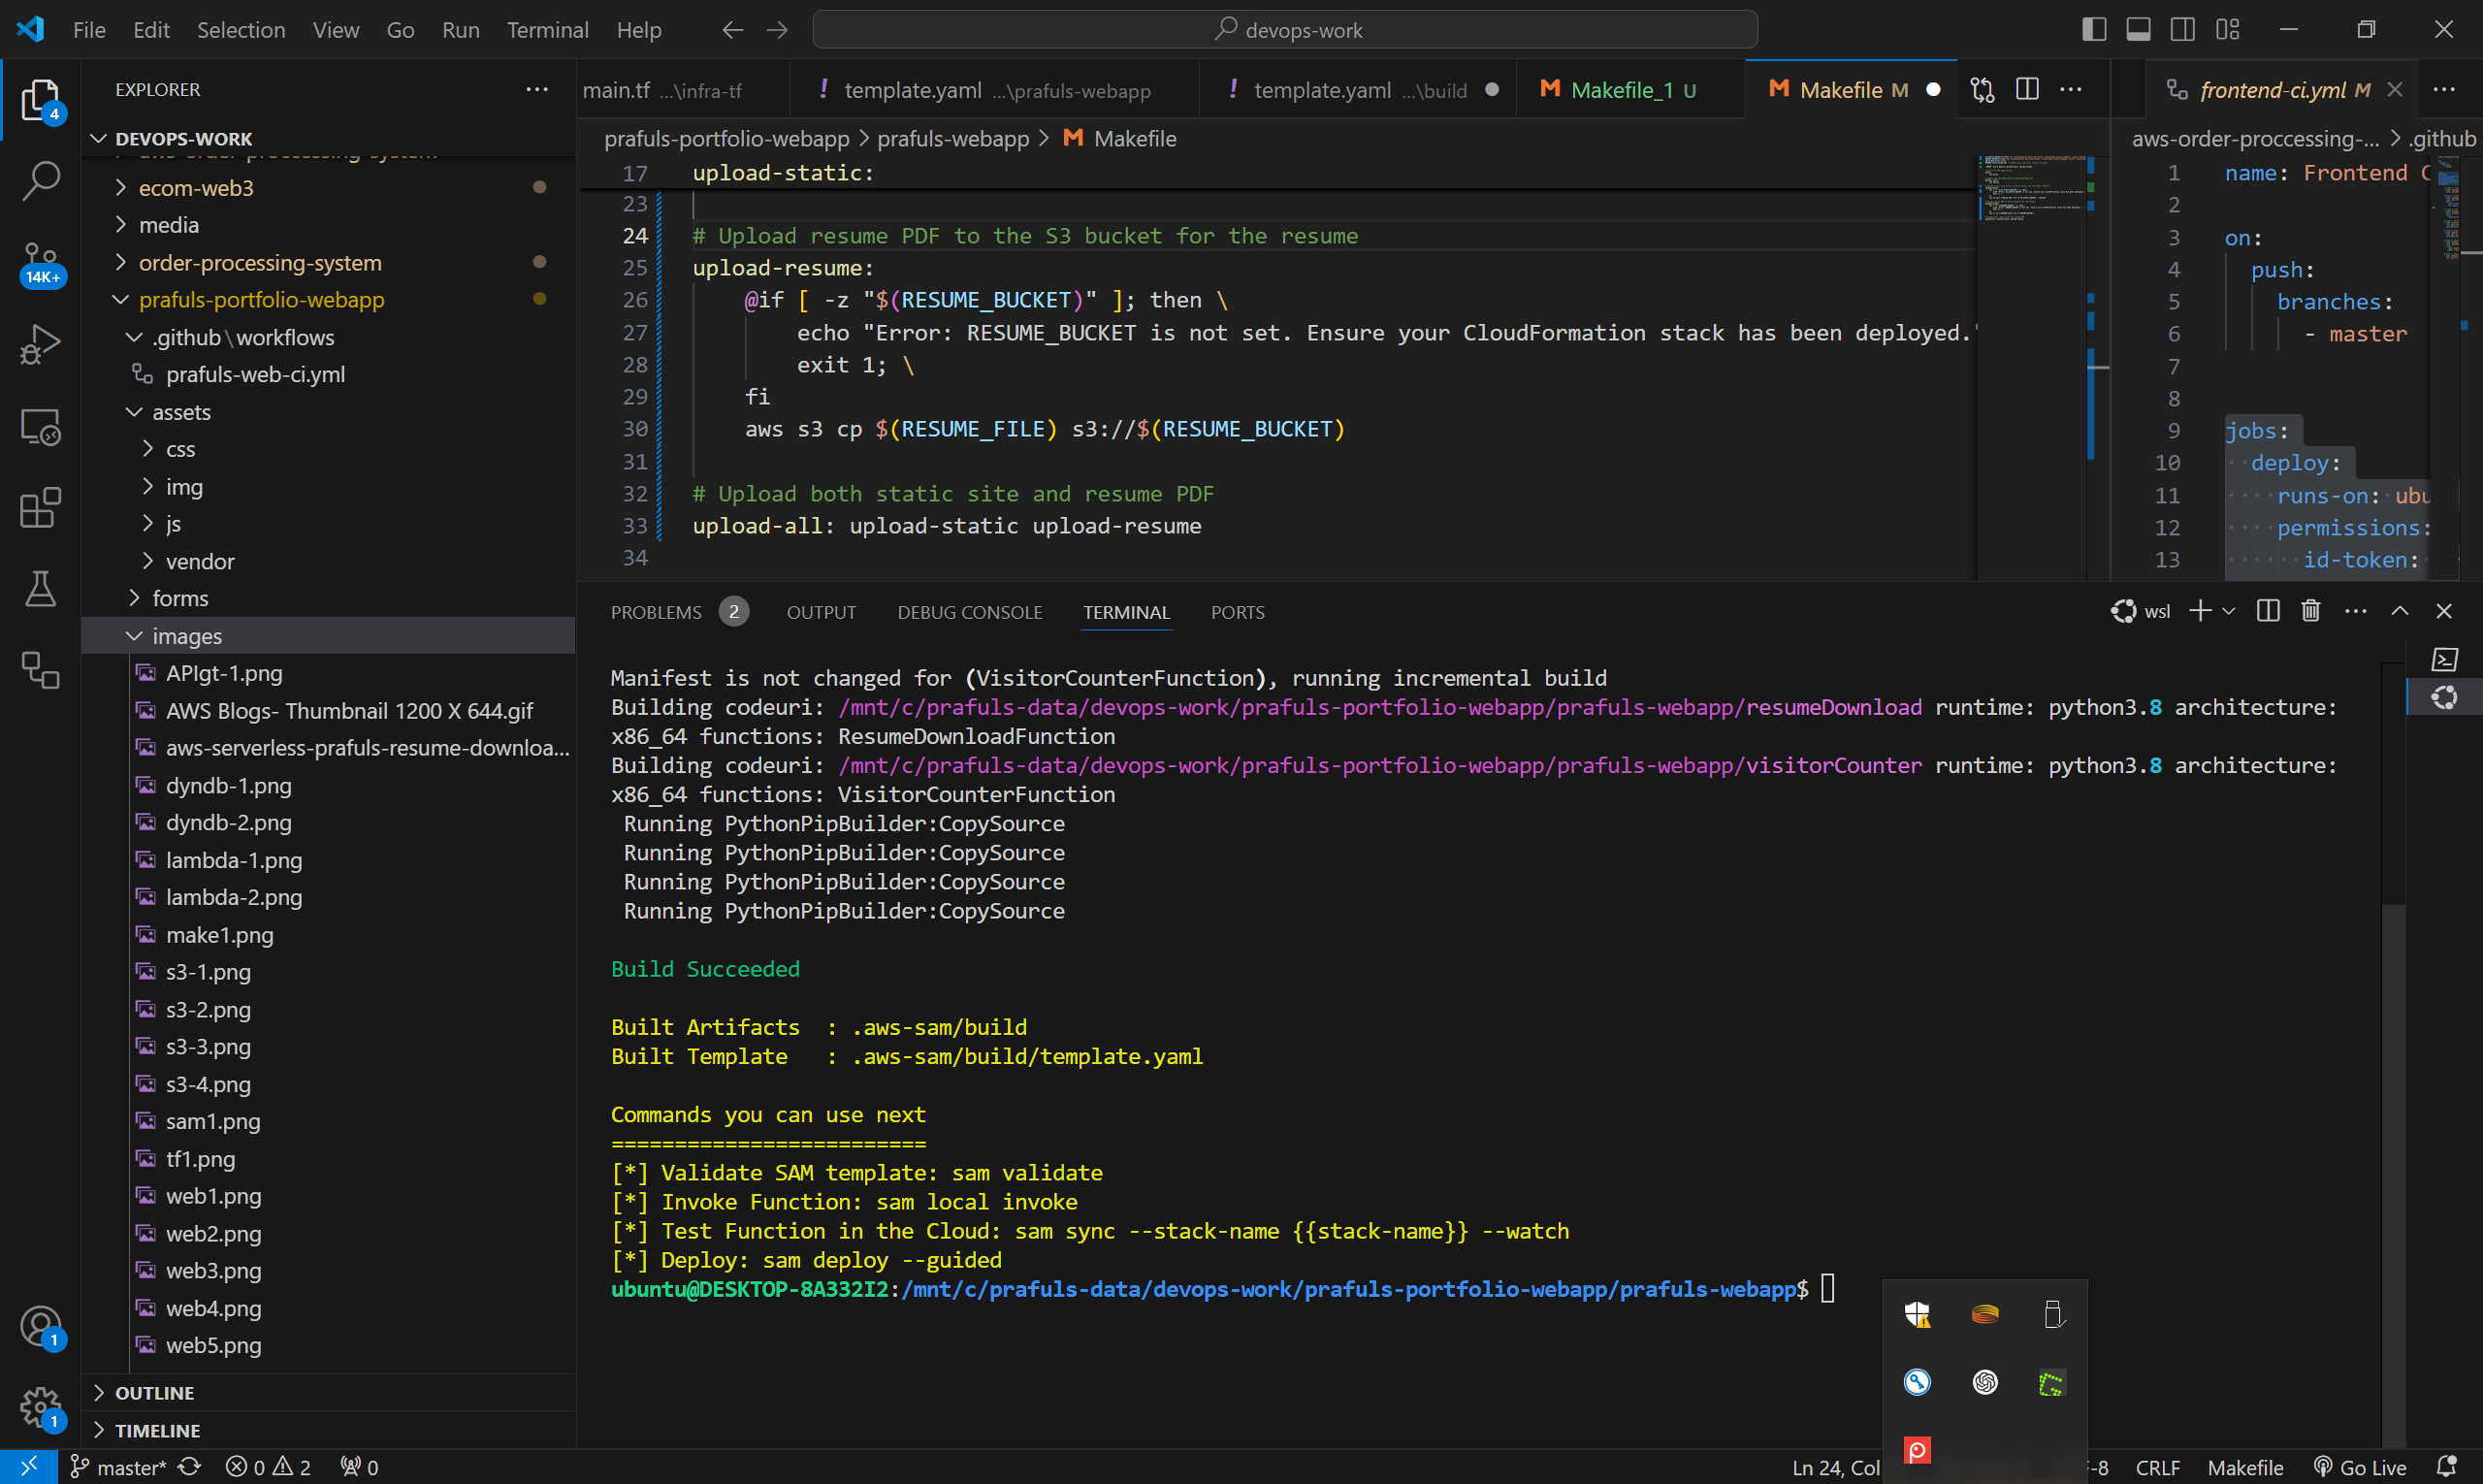 File Edit Selection View Go Run Terminal Help
devops-work
EXPLORER
DEVOPS-WORK
ecom-web3
media
order-processing-system
prafuls-portfolio-webapp
.github\workflows
prafuls-web-ci.yml
assets
css
img
js
vendor
forms
images
APIgt-1.png
AWS Blogs- Thumbnail 1200 X 644.gif
aws-serverless-prafuls-resume-downloa...
dyndb-1.png
dyndb-2.png
lambda-1.png
lambda-2.png
make1.png
s3-1.png
s3-2.png
s3-3.png
s3-4.png
sam1.png
tf1.png
web1.png
web2.png
web3.png
web4.png
web5.png
OUTLINE
TIMELINE
4
14K+
1
1
main.tf ...\infra-tf
! template.yaml ...\prafuls-webapp
! template.yaml ...\build
M Makefile_1 U
M Makefile M
frontend-ci.yml M
prafuls-portfolio-webapp > prafuls-webapp > M Makefile
17 upload-static:
23
24 # Upload resume PDF to the S3 bucket for the resume
25 upload-resume:
26 @if [ -z "$(RESUME_BUCKET)" ]; then \
27 echo "Error: RESUME_BUCKET is not set. Ensure your CloudFormation stack has been deployed.
28 exit 1; \
29 fi
30 aws s3 cp $(RESUME_FILE) s3://$(RESUME_BUCKET)
31
32 # Upload both static site and resume PDF
33 upload-all: upload-static upload-resume
34
aws-order-proccessing-... > .github
1 name: Frontend C
2
3 on:
4 push:
5 branches:
6 - master
7
8
9 jobs:
10 deploy:
11 runs-on: ubu
12 permissions:
13 id-token:
PROBLEMS 2 OUTPUT DEBUG CONSOLE TERMINAL PORTS
wsl
Manifest is not changed for (VisitorCounterFunction), running incremental build
Building codeuri: /mnt/c/prafuls-data/devops-work/prafuls-portfolio-webapp/prafuls-webapp/resumeDownload runtime: python3.8 architecture:
x86_64 functions: ResumeDownloadFunction
Building codeuri: /mnt/c/prafuls-data/devops-work/prafuls-portfolio-webapp/prafuls-webapp/visitorCounter runtime: python3.8 architecture:
x86_64 functions: VisitorCounterFunction
Running PythonPipBuilder:CopySource
Running PythonPipBuilder:CopySource
Running PythonPipBuilder:CopySource
Running PythonPipBuilder:CopySource
Build Succeeded
Built Artifacts : .aws-sam/build
Built Template : .aws-sam/build/template.yaml
Commands you can use next
=========================
[*] Validate SAM template: sam validate
[*] Invoke Function: sam local invoke
[*] Test Function in the Cloud: sam sync --stack-name {{stack-name}} --watch
[*] Deploy: sam deploy --guided
ubuntu@DESKTOP-8A332I2:/mnt/c/prafuls-data/devops-work/prafuls-portfolio-webapp/prafuls-webapp$
master* 0 2 0
Ln 24, Col
-8 CRLF Makefile Go Live